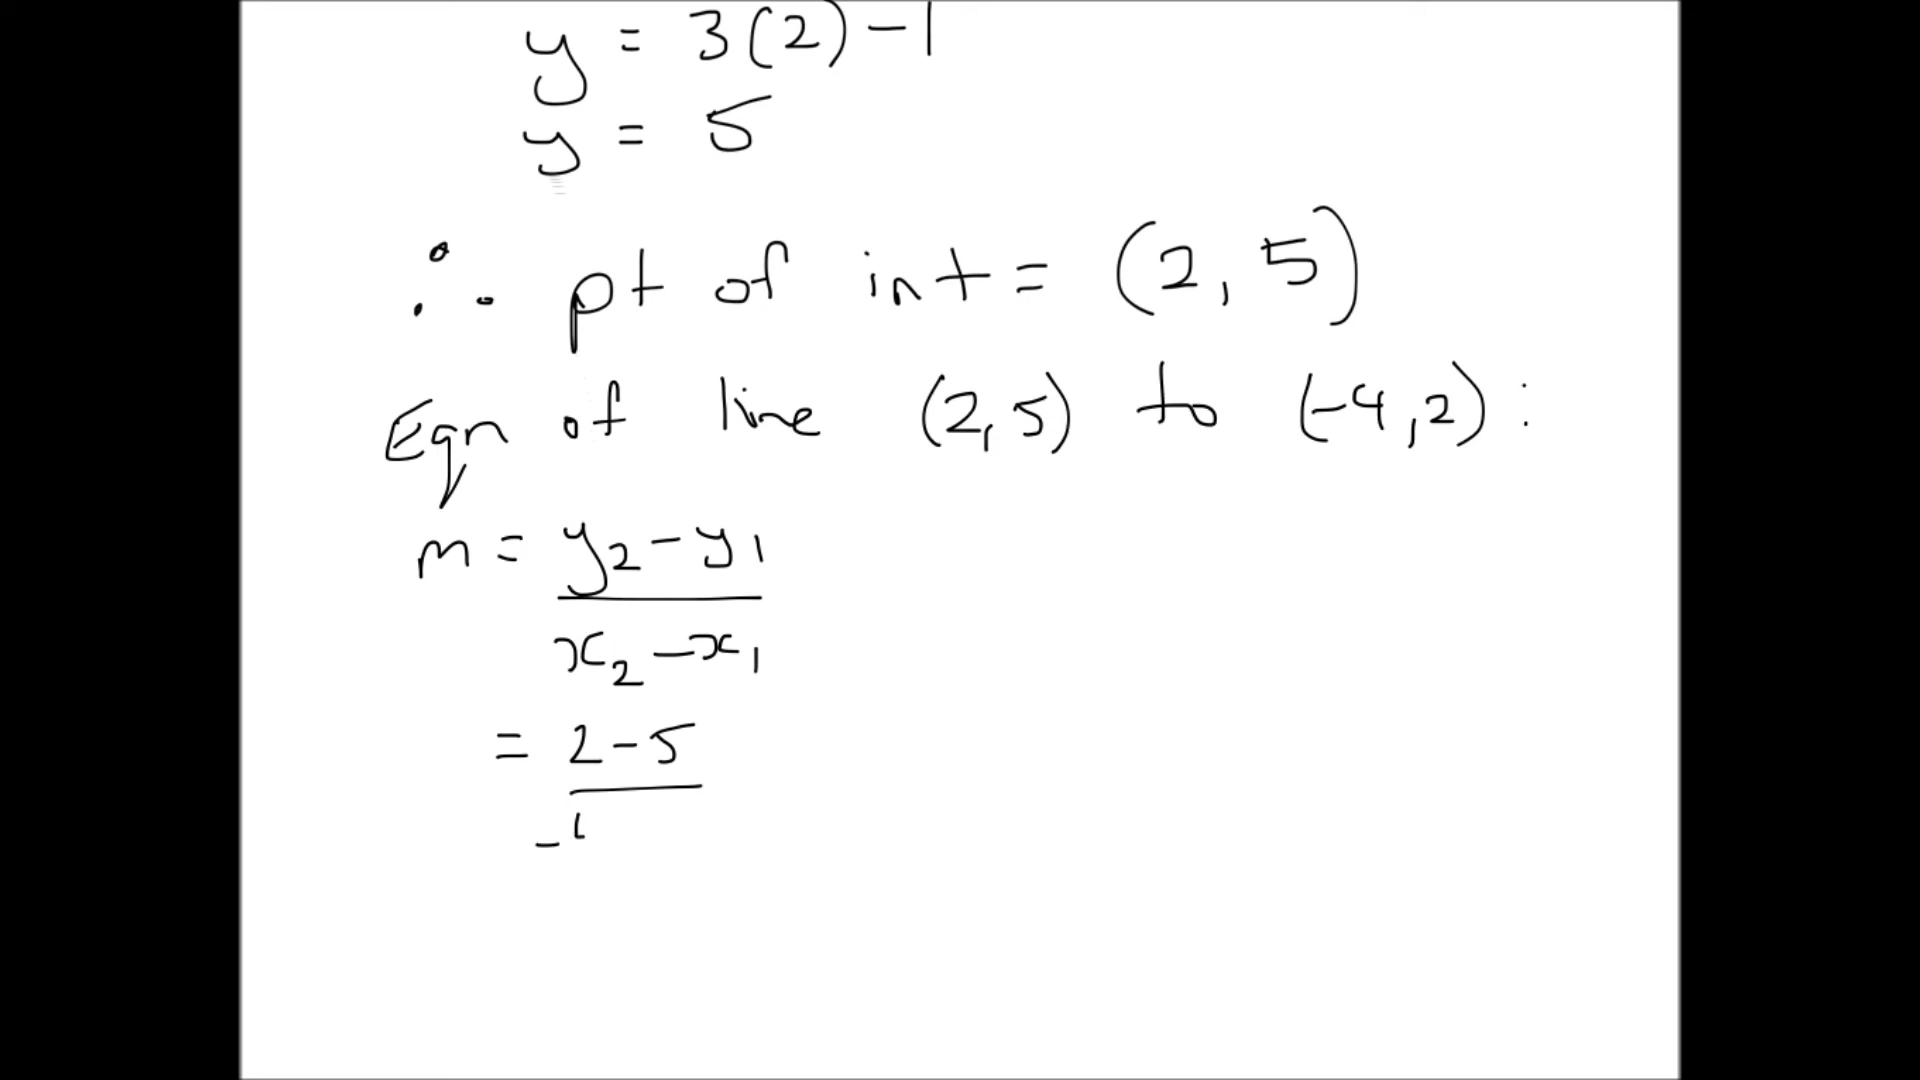 y = 3(2) - 1
y = 5
∴ pt of int = (2, 5)
Eqn of line (2,5) to (-4,2) :
m = y2 - y1
x2 - x1
= 2 - 5
-